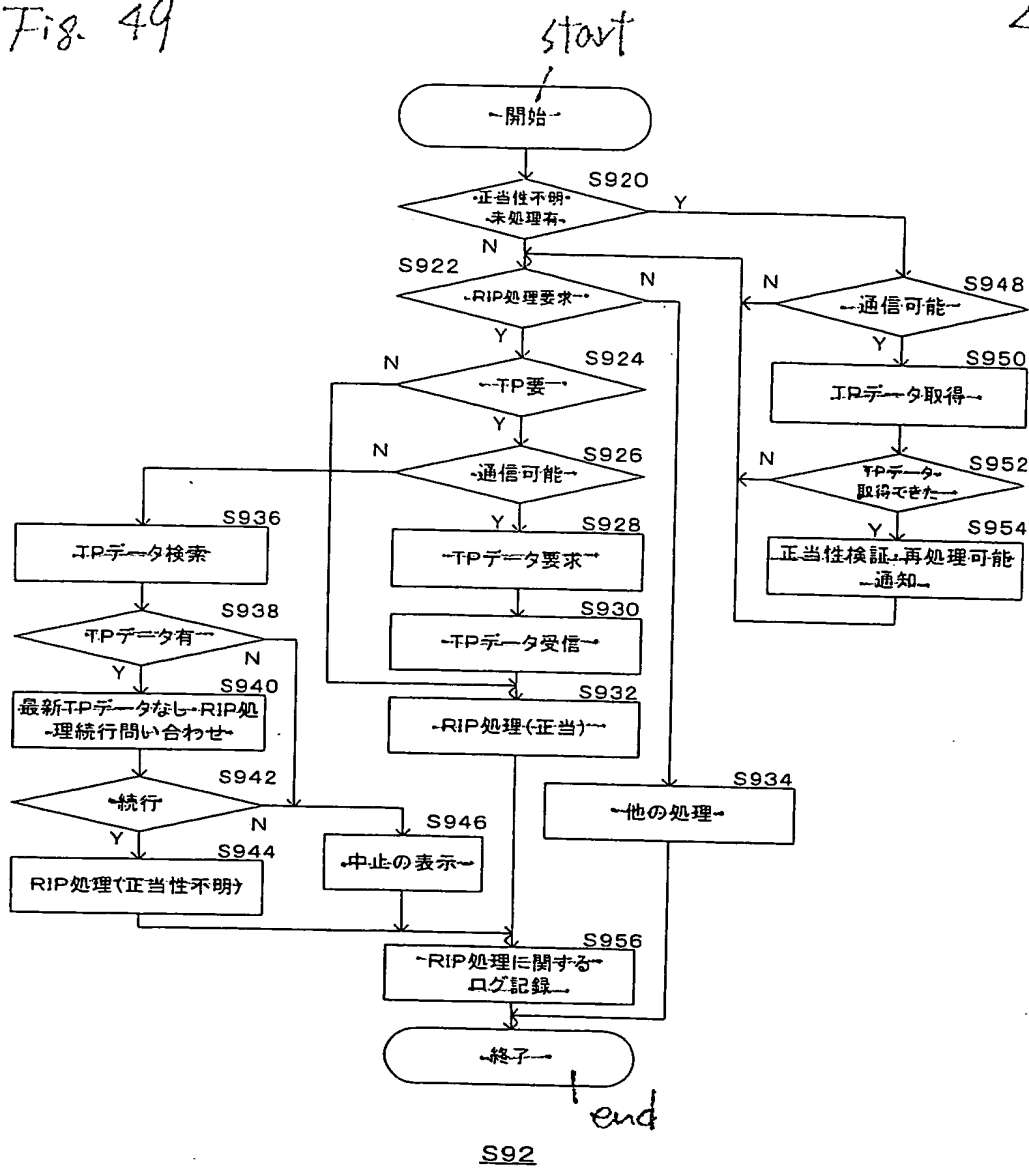 Fig. 49
start
開始
S920
正当性不明
未処理有
Y
N
S922
RIP処理要求
N
Y
S948
通信可能
N
Y
S924
TP要
N
Y
S950
TPデータ取得
S926
通信可能
N
Y
S952
TPデータ
取得できた
N
Y
S928
TPデータ要求
S954
正当性検証・再処理可能
通知
S936
TPデータ検索
S930
TPデータ受信
S938
TPデータ有
N
Y
S932
RIP処理(正当)
S940
最新TPデータなし・RIP処
理続行問い合わせ
S942
続行
N
Y
S934
他の処理
S946
中止の表示
S944
RIP処理(正当性不明)
S956
RIP処理に関する
ログ記録
終了
end
S92